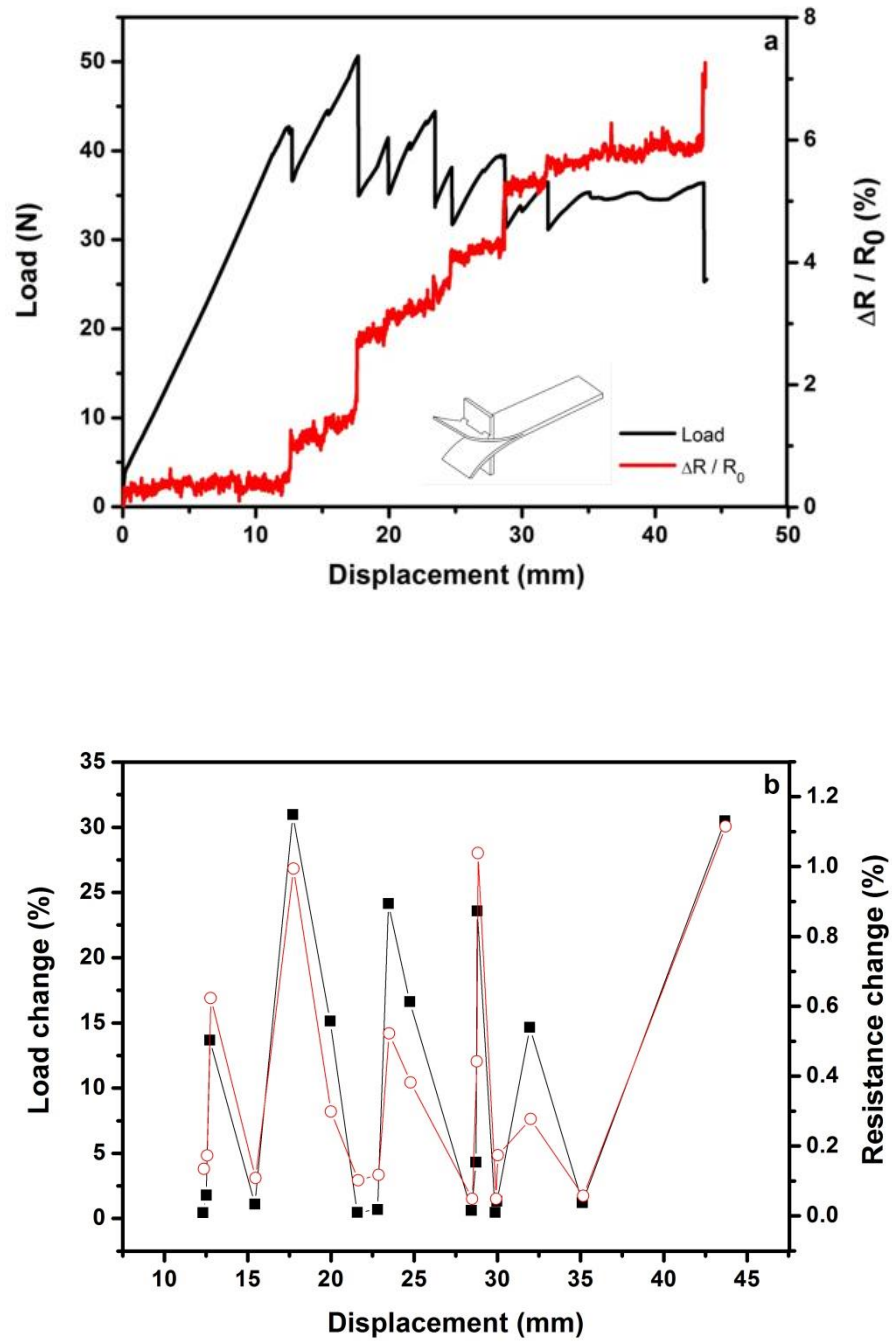 a
50
40
30
20
10
0
Load (N)
8
6
4
2
0
ΔR / R0 (%)
Load
ΔR / R0
0 10 20 30 40 50
Displacement (mm)
b
35
30
25
20
15
10
5
0
Load change (%)
1.2
1.0
0.8
0.6
0.4
0.2
0.0
Resistance change (%)
10 15 20 25 30 35 40 45
Displacement (mm)